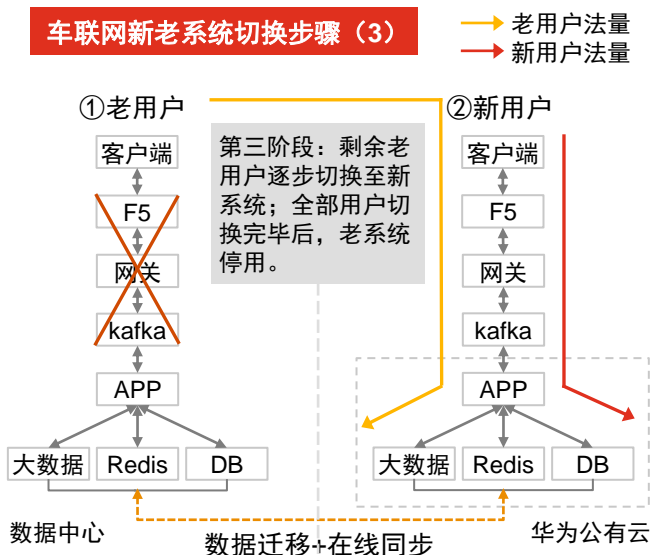 车联网新老系统切换步骤（3）
老用户法量
新用户法量
①老用户
②新用户
客户端
F5
网关
kafka
APP
大数据
Redis
DB
第三阶段：剩余老
用户逐步切换至新
系统；全部用户切
换完毕后，老系统
停用。
客户端
F5
网关
kafka
APP
大数据
Redis
DB
数据中心
数据迁移+在线同步
华为公有云